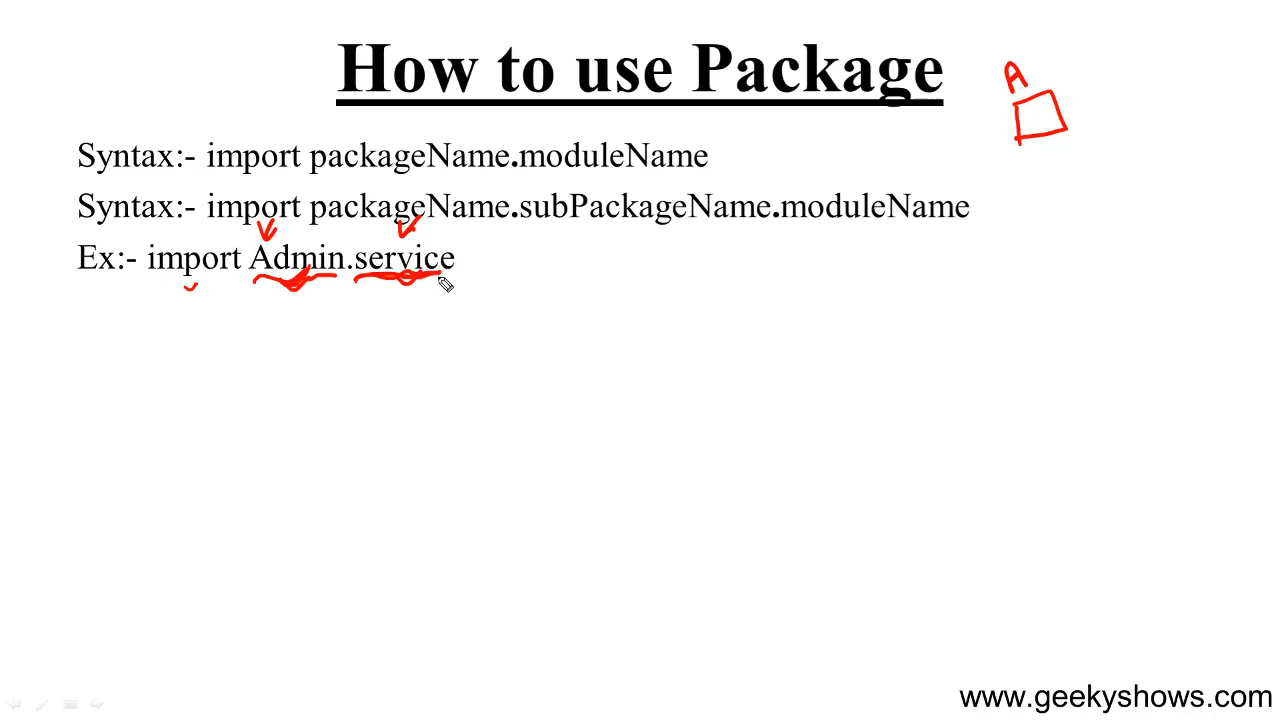 How to use Package
A
Syntax:- import packageName.moduleName
Syntax:- import packageName.subPackageName.moduleName
Ex:- import Admin.service
www.geekyshows.com